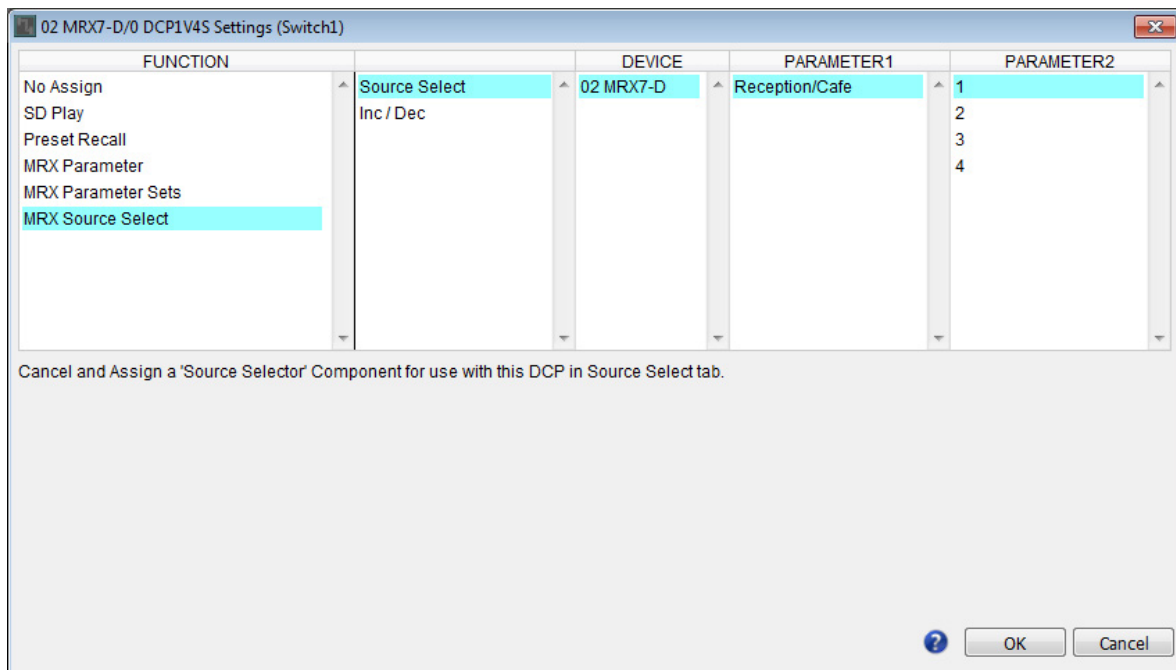 02 MRX7-D/0 DCP1V4S Settings (Switch1)
FUNCTION DEVICE PARAMETER1 PARAMETER2
No Assign Source Select 02 MRX7-D Reception/Cafe 1
SD Play Inc / Dec 2
Preset Recall 3
MRX Parameter 4
MRX Parameter Sets
MRX Source Select
Cancel and Assign a 'Source Selector' Component for use with this DCP in Source Select tab.
? OK Cancel